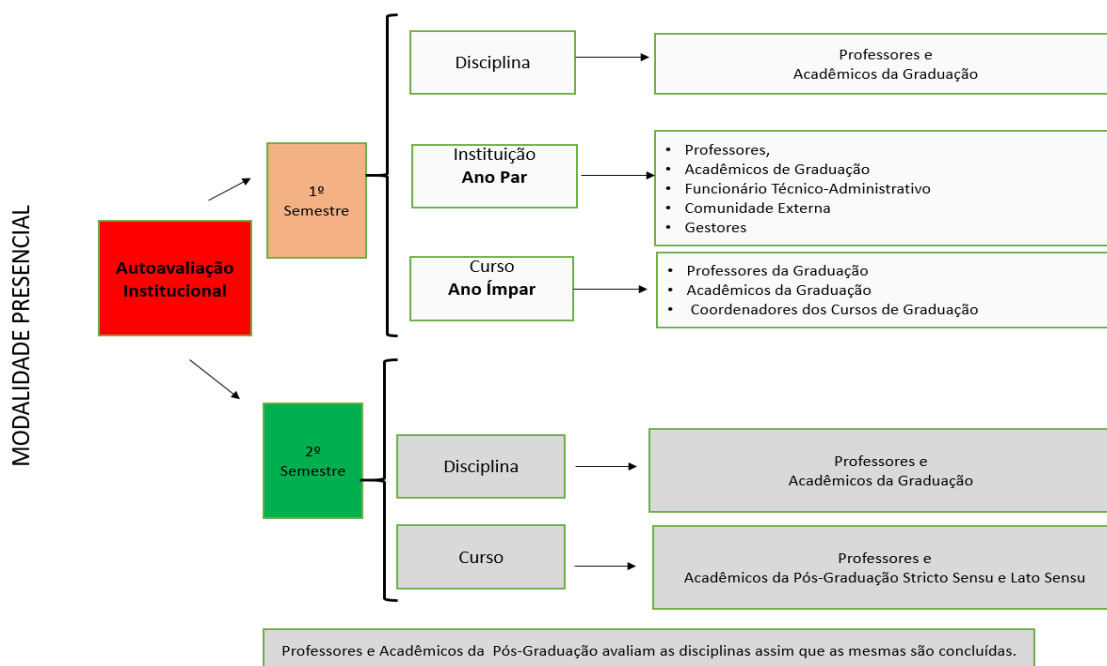 MODALIDADE PRESENCIAL
Autoavaliação
Institucional
1º
Semestre
Disciplina
Professores e
Acadêmicos da Graduação
Instituição
Ano Par
• Professores,
• Acadêmicos de Graduação
• Funcionário Técnico-Administrativo
• Comunidade Externa
• Gestores
Curso
Ano Ímpar
• Professores da Graduação
• Acadêmicos da Graduação
• Coordenadores dos Cursos de Graduação
2º
Semestre
Disciplina
Professores e
Acadêmicos da Graduação
Curso
Professores e
Acadêmicos da Pós-Graduação Stricto Sensu e Lato Sensu
Professores e Acadêmicos da Pós-Graduação avaliam as disciplinas assim que as mesmas são concluídas.